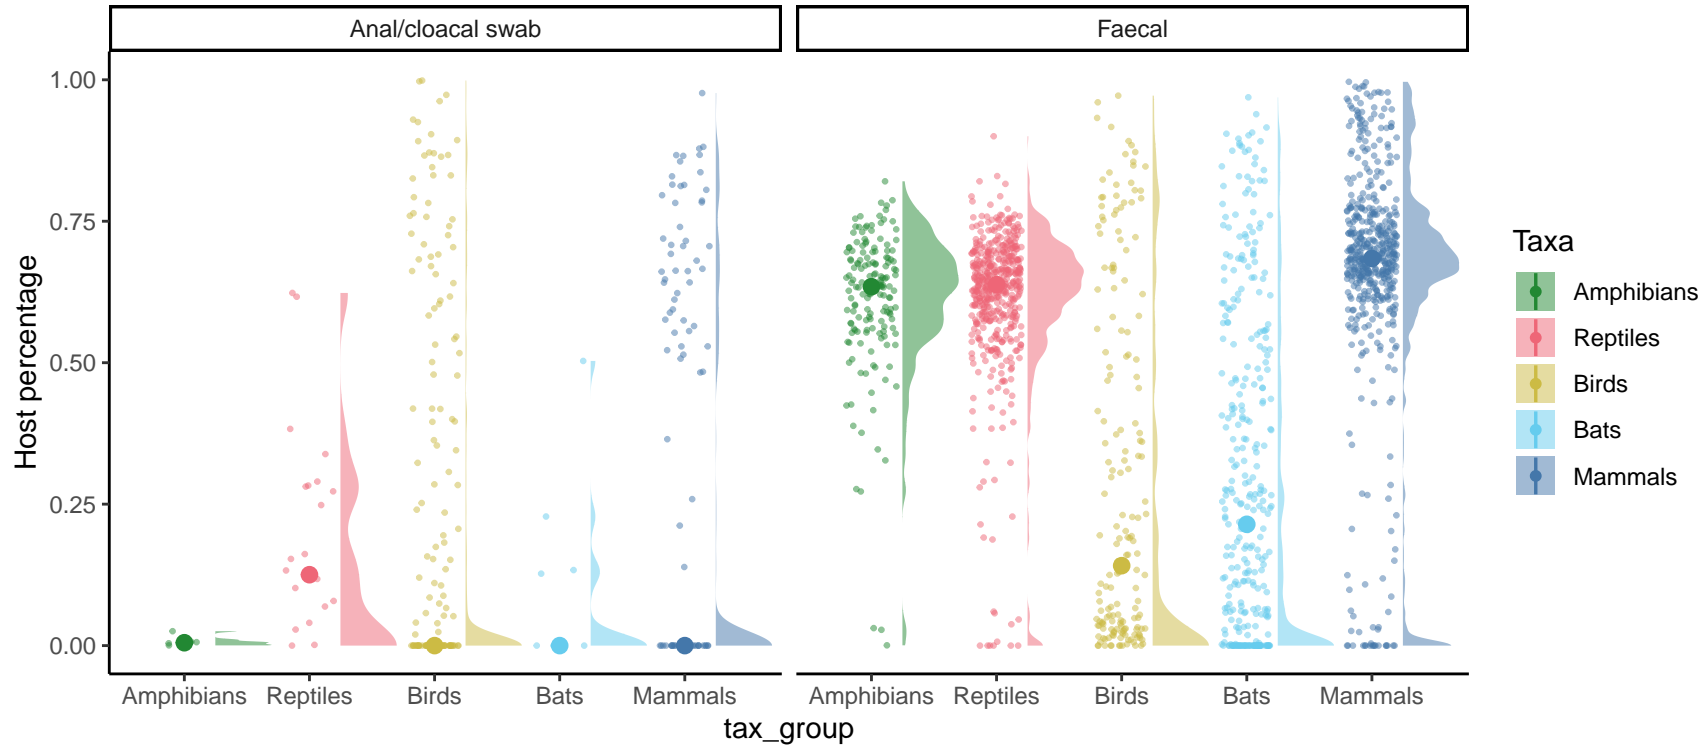 Anal/cloacal swab
Faecal
Host percentage
1.00
0.75
0.50
0.25
0.00
Amphibians Reptiles Birds Bats Mammals
Amphibians Reptiles Birds Bats Mammals
tax_group
Taxa
Amphibians
Reptiles
Birds
Bats
Mammals